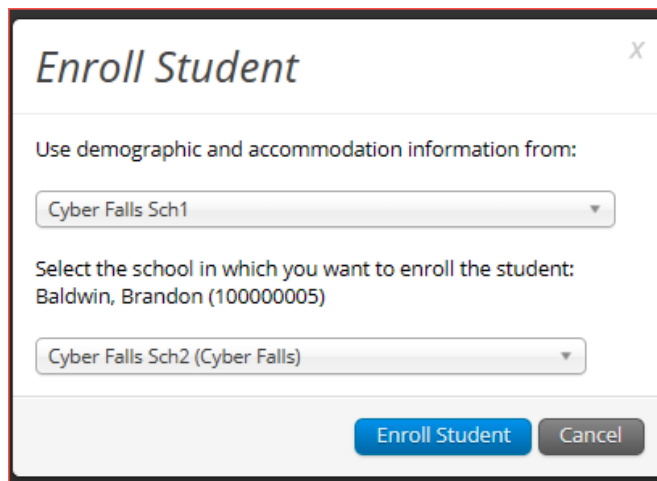 Enroll Student
X
Use demographic and accommodation information from:
Cyber Falls Sch1
Select the school in which you want to enroll the student:
Baldwin, Brandon (100000005)
Cyber Falls Sch2 (Cyber Falls)
Enroll Student
Cancel